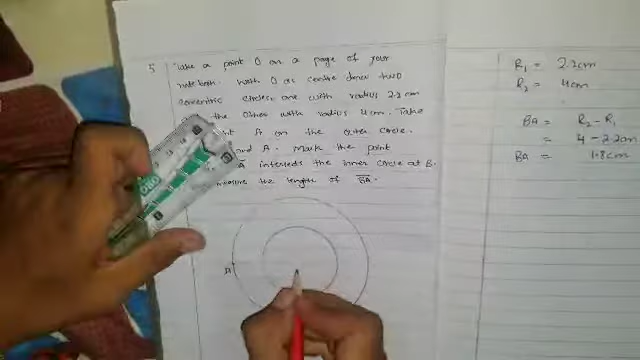 5 Take a point O on a page of your
note book. With O as centre draw two
concentric circles one with radius 2.2 cm
the other with radius 4 cm. Take
A on the outer circle.
and A. Mark the point
intersects the inner circle at B.
measure the length of BA.
A
R1 = 2.2cm
R2 = 4cm
BA = R2 - R1
= 4 - 2.2cm
BA = 1.8cm